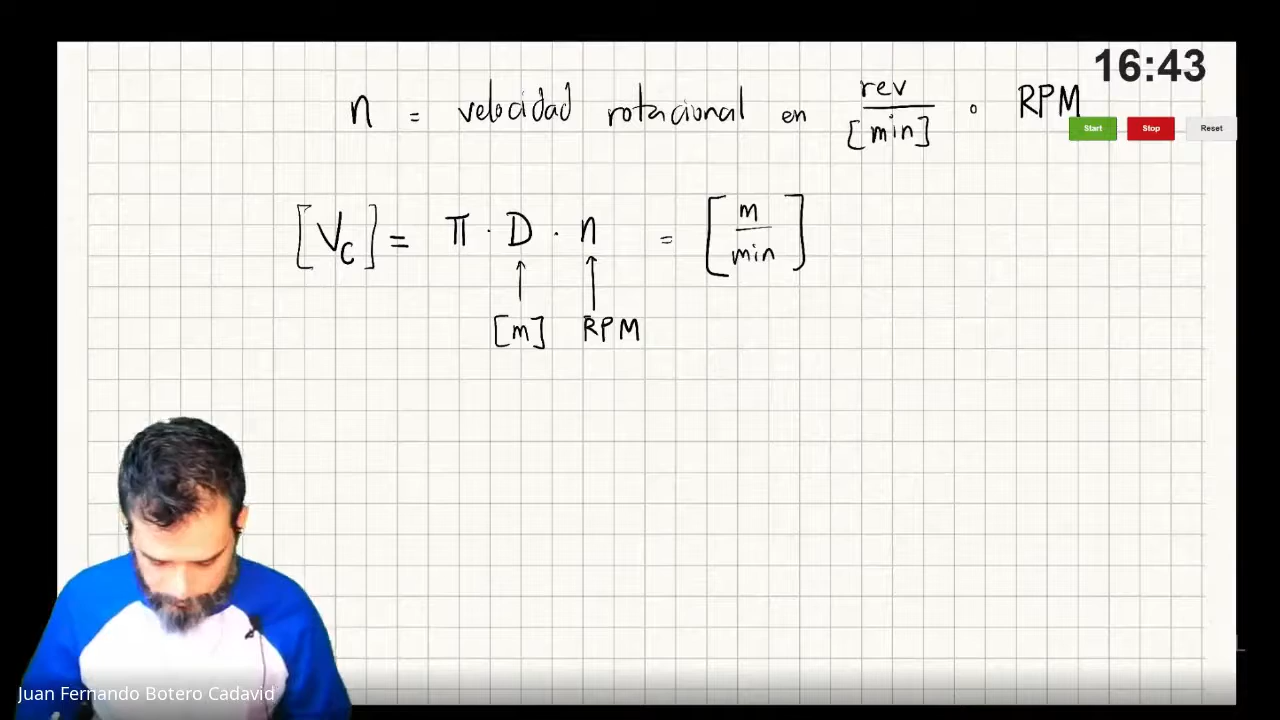 16:43
n = velocidad rotacional en rev/[min] o RPM
Start Stop Reset
[Vc] = π · D · n = [m/min]
[m] RPM
Juan Fernando Botero Cadavid